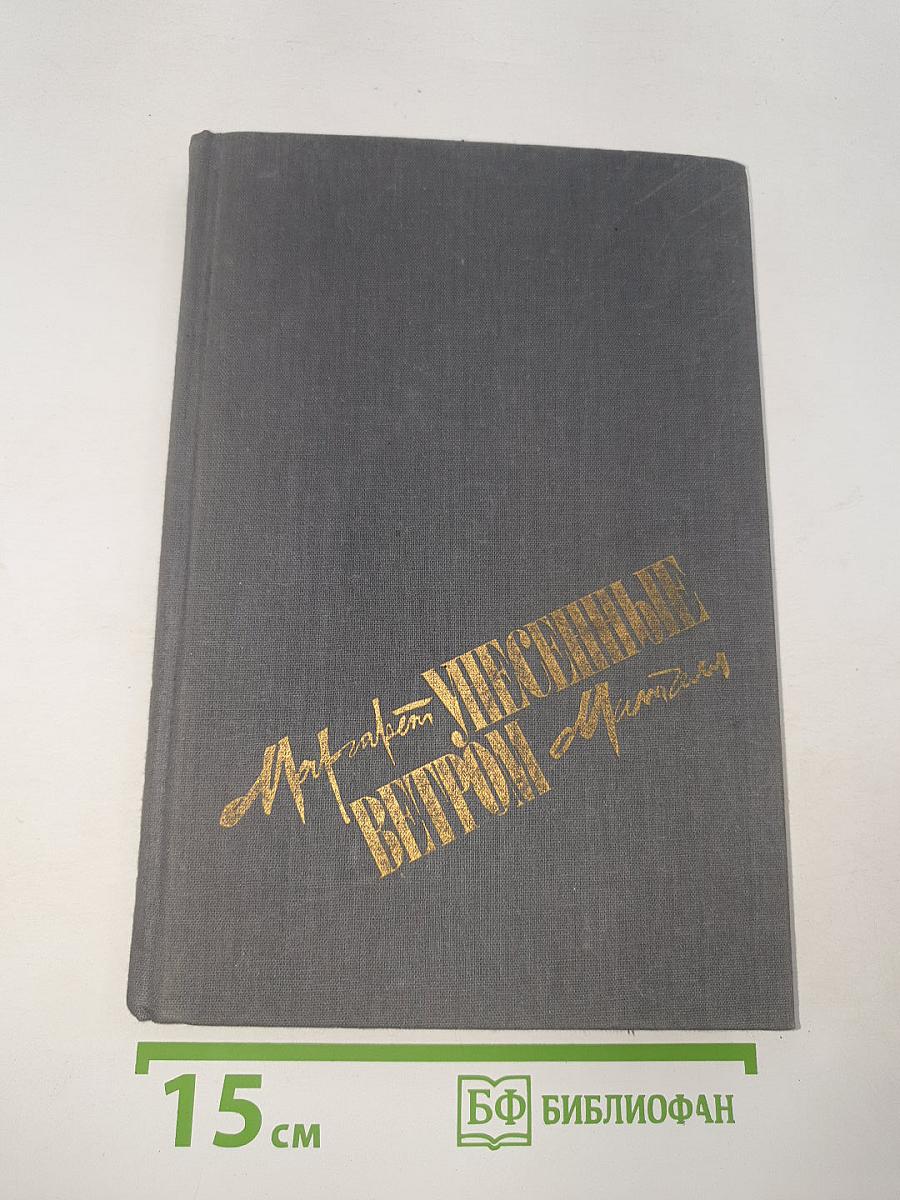 Маргарет УНЕСЕННЫЕ
ВЕТРОМ Митчелл
15 см
БФ БИБЛИОФАН